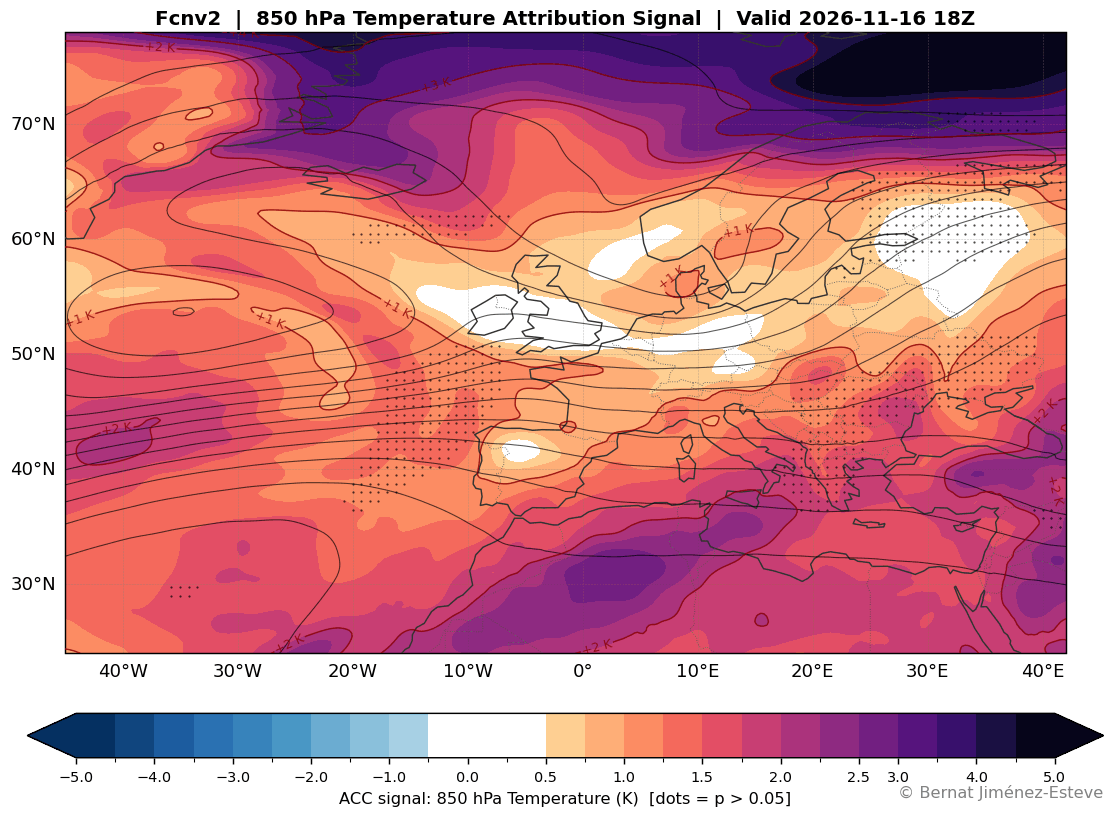 Fcnv2 | 850 hPa Temperature Attribution Signal | Valid 2026-11-16 18Z
+2 K
+3 K
70°N
60°N
+1 K
+1 K
+1 K
+1 K
+1 K
50°N
+2 K
+2 K
40°N
+2 K
30°N
+2 K
+2 K
40°W 30°W 20°W 10°W 0° 10°E 20°E 30°E 40°E
−5.0 −4.0 −3.0 −2.0 −1.0 0.0 0.5 1.0 1.5 2.0 2.5 3.0 4.0 5.0
ACC signal: 850 hPa Temperature (K) [dots = p > 0.05]
© Bernat Jiménez-Esteve